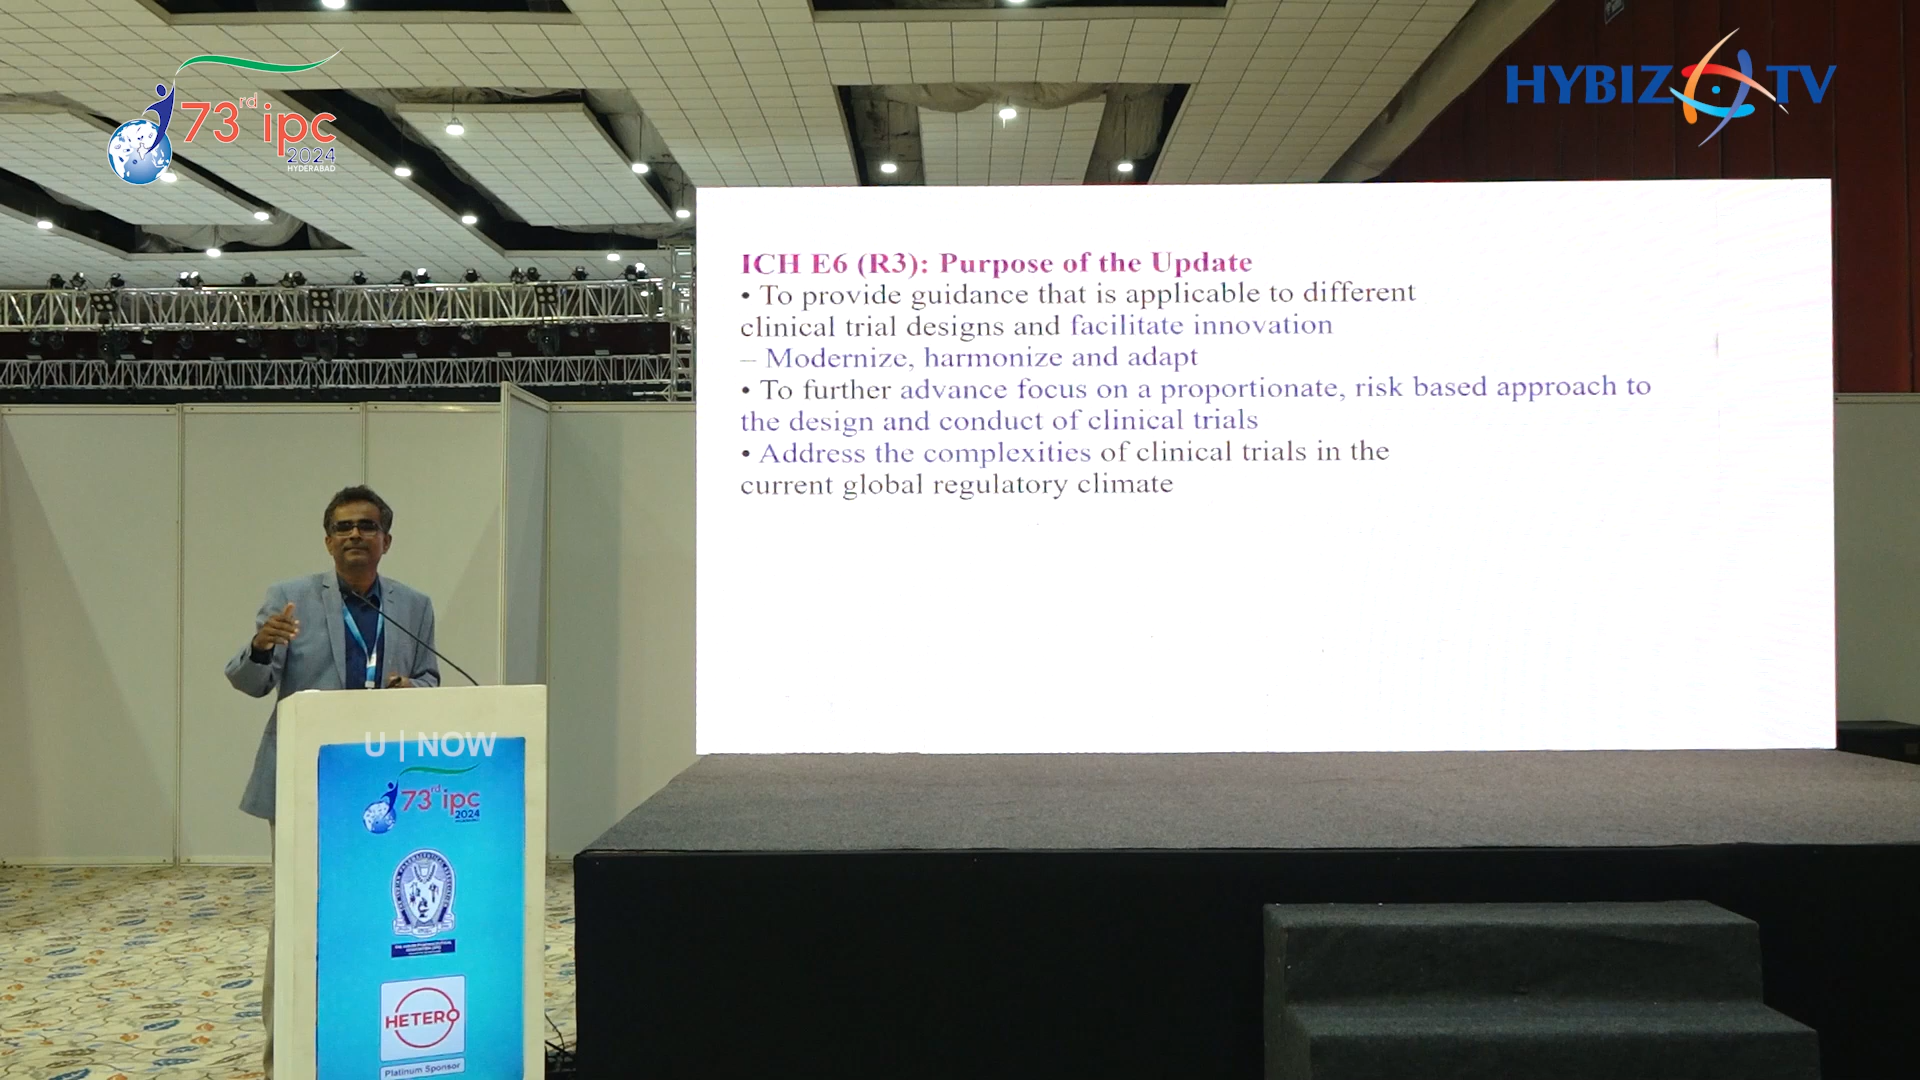 73rd ipc
2024
HYDERABAD
HYBIZ TV
ICH E6 (R3): Purpose of the Update
• To provide guidance that is applicable to different
clinical trial designs and facilitate innovation
– Modernize, harmonize and adapt
• To further advance focus on a proportionate, risk based approach to
the design and conduct of clinical trials
• Address the complexities of clinical trials in the
current global regulatory climate
U | NOW
73rd ipc
2024
HETERO
Platinum Sponsor